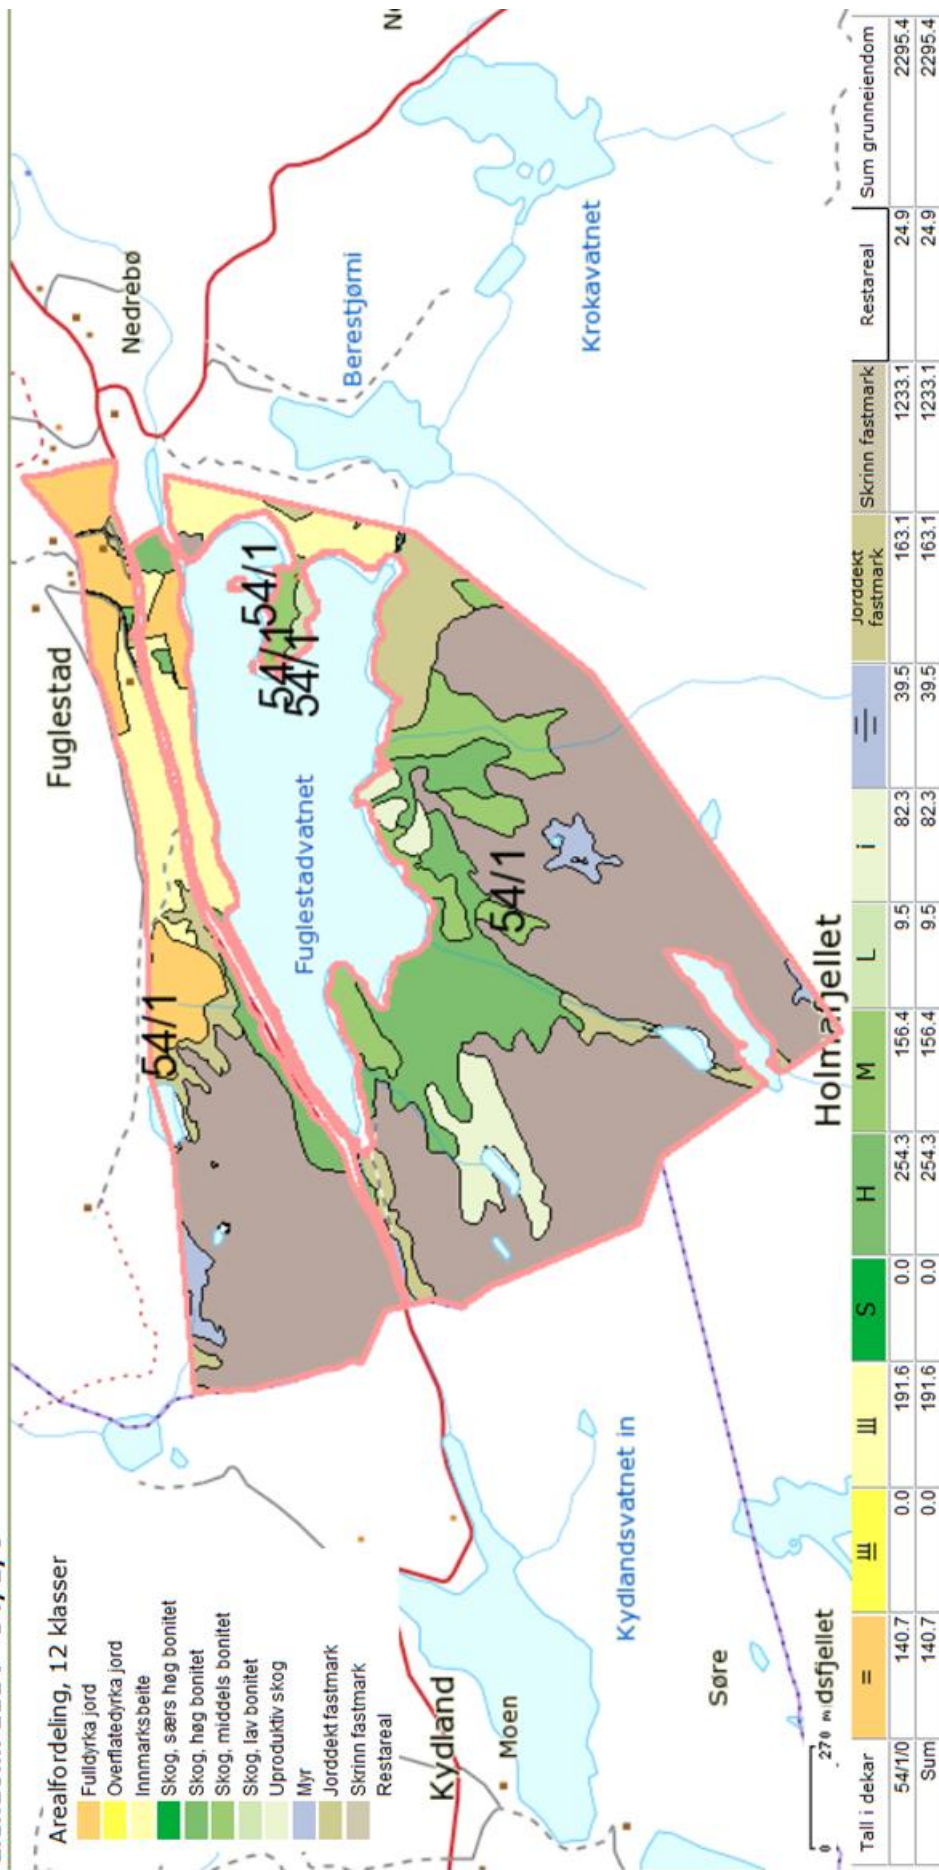 Arealfordeling, 12 klasser
Fulldyrka jord
Overflatedyrka jord
Innmarksbeite
Skog, særs høg bonitet
Skog, høg bonitet
Skog, middels bonitet
Skog, lav bonitet
Uproduktiv skog
Myr
Jorddekt fastmark
Skrinn fastmark
Restareal
Fuglestad
Nedrebø
54/1
54/1
54/1
54/1
54/1
Fuglestadvatnet
Berestjørni
Krokavatnet
Kydland
Moen
Kydlandsvatnet in
Søre
dsfjellet
Holmafjellet
0 270 m
Tall i dekar = S H M L i Jorddekt fastmark Skrinn fastmark Restareal Sum grunneiendom
54/1/0 140.7 0.0 191.6 0.0 254.3 156.4 9.5 82.3 39.5 163.1 1233.1 24.9 2295.4
Sum 140.7 0.0 191.6 0.0 254.3 156.4 9.5 82.3 39.5 163.1 1233.1 24.9 2295.4